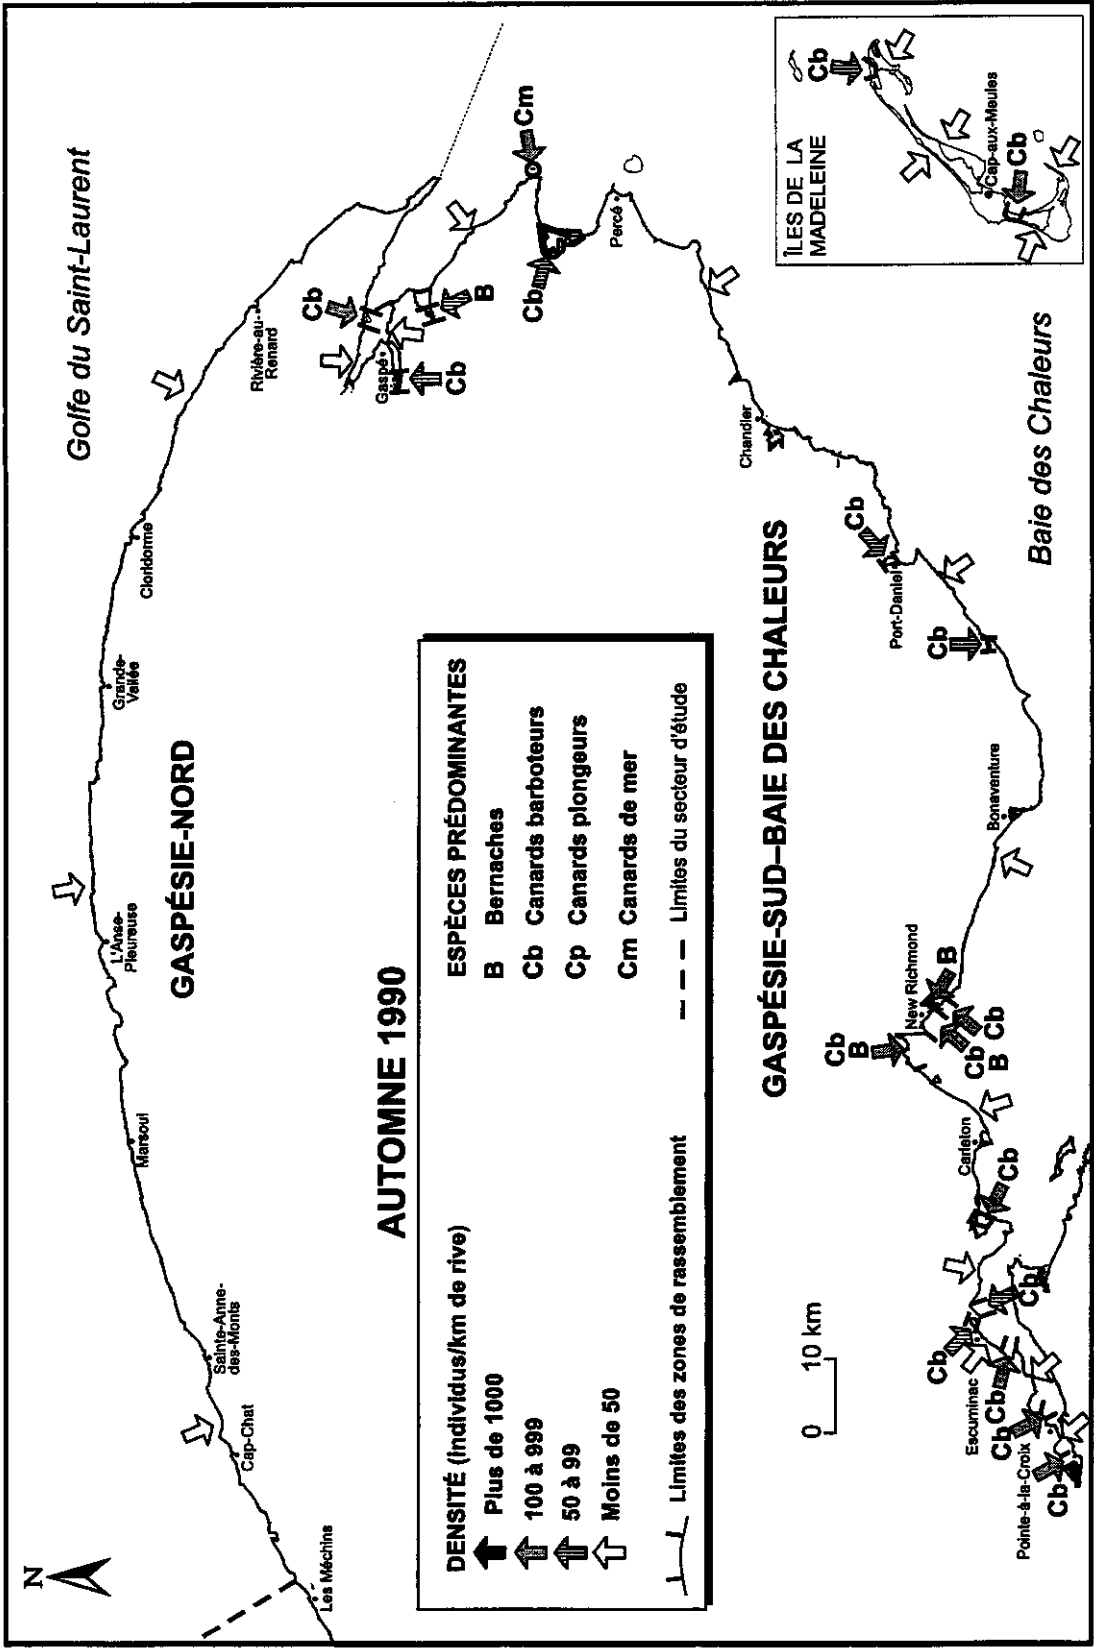 N
Golfe du Saint-Laurent
Les Méchins
Cap-Chat
Sainte-Anne-
des-Monts
Marsoui
L'Anse-
Pleureuse
Grande-
Vallée
Cloridorme
Rivière-au-
Renard
GASPÉSIE-NORD
Cb
Gaspé
Cb
B
Cm
Cb
Percé
AUTOMNE 1990
DENSITÉ (individus/km de rive)
Plus de 1000
100 à 999
50 à 99
Moins de 50
Limites des zones de rassemblement
ESPÈCES PRÉDOMINANTES
B Bernaches
Cb Canards barboteurs
Cp Canards plongeurs
Cm Canards de mer
Limites du secteur d'étude
GASPÉSIE-SUD–BAIE DES CHALEURS
Chandler
Cb
Port-Daniel
Cb
Bonaventure
New Richmond
B
Cb
B
Cb
B
Cb
Carleton
Cb
Cb
Cb
Escuminac
Cb
Cb
Pointe-à-la-Croix
Cb
0 10 km
Baie des Chaleurs
ÎLES DE LA
MADELEINE
Cb
Cap-aux-Meules
Cb